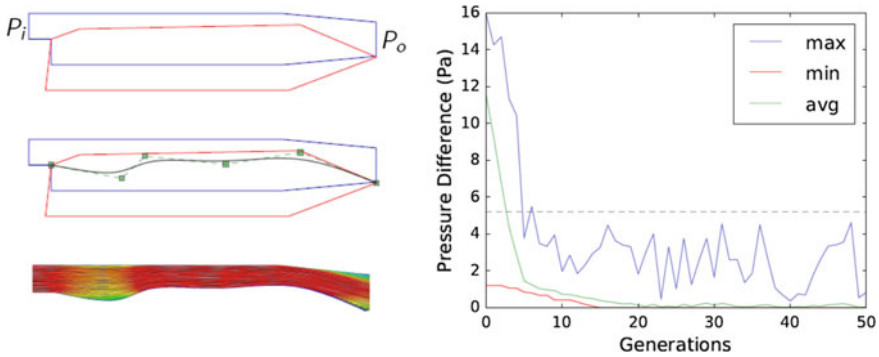 P_i
P_o
Pressure Difference (Pa)
16
14
12
10
8
6
4
2
0
max
min
avg
0
10
20
30
40
50
Generations